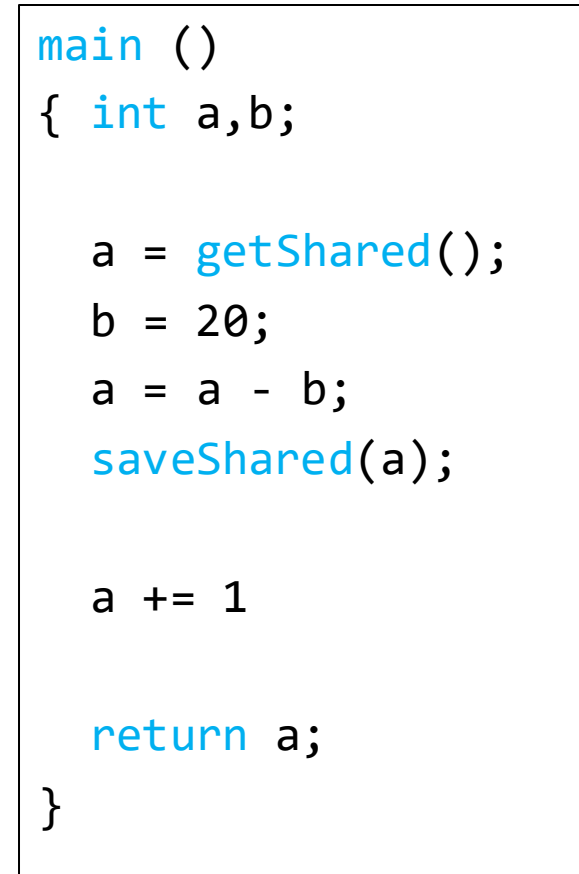 main ()
{ int a,b;
a = getShared();
b = 20;
a = a - b;
saveShared(a);
a += 1
return a;
}